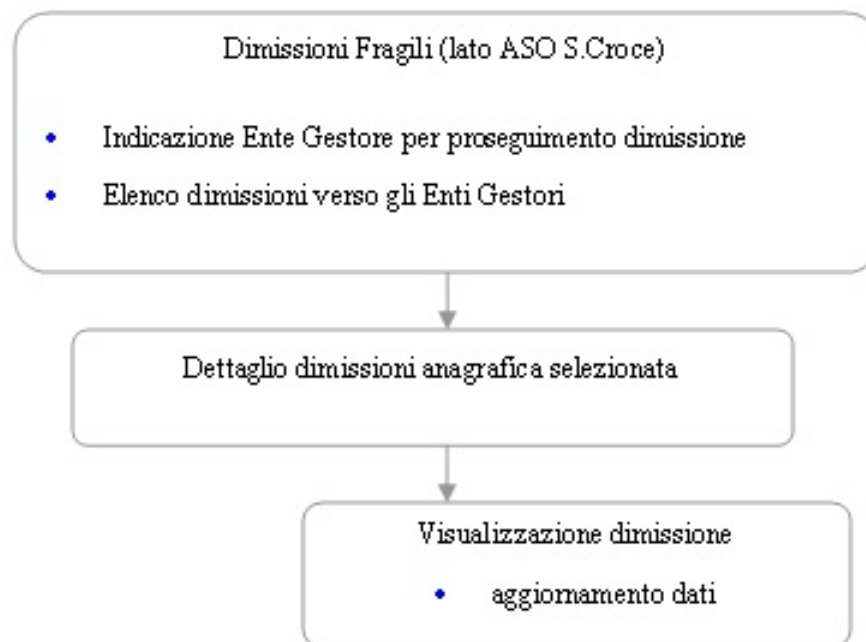 Dimissioni Fragili (lato ASO S.Croce)
• Indicazione Ente Gestore per proseguimento dimissione
• Elenco dimissioni verso gli Enti Gestori
Dettaglio dimissioni anagrafica selezionata
Visualizzazione dimissione
• aggiornamento dati